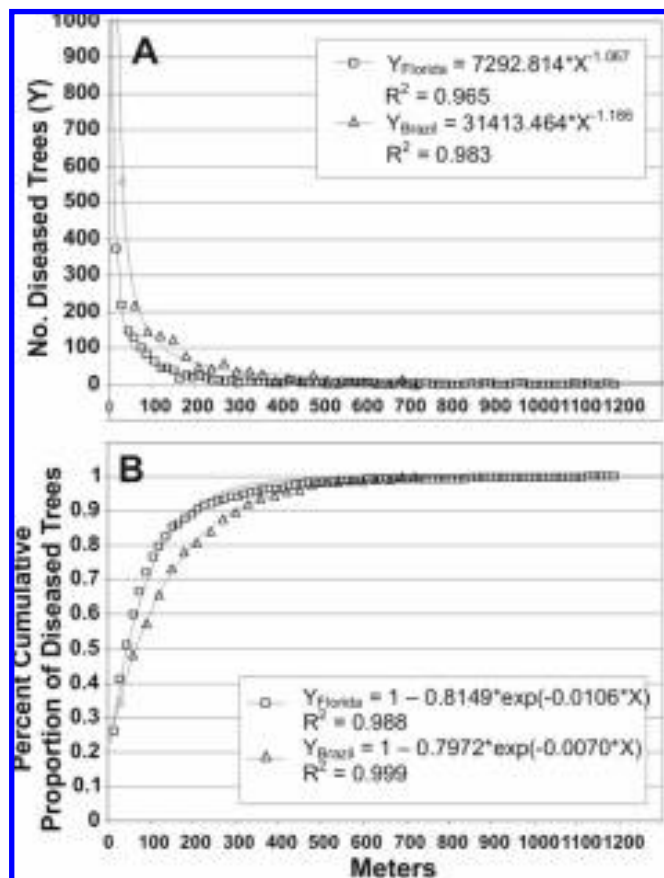 A
No. Diseased Trees (Y)
1000
900
800
700
600
500
400
300
200
100
0
Y_Florida = 7292.814*X^-1.067
R² = 0.965
Y_Brazil = 31413.464*X^-1.186
R² = 0.983
0 100 200 300 400 500 600 700 800 900 1000 1100 1200
B
Percent Cumulative
Proportion of Diseased Trees
1
0.9
0.8
0.7
0.6
0.5
0.4
0.3
0.2
0.1
0
Y_Florida = 1 – 0.8149*exp(-0.0106*X)
R² = 0.988
Y_Brazil = 1 – 0.7972*exp(-0.0070*X)
R² = 0.999
0 100 200 300 400 500 600 700 800 900 1000 1100 1200
Meters